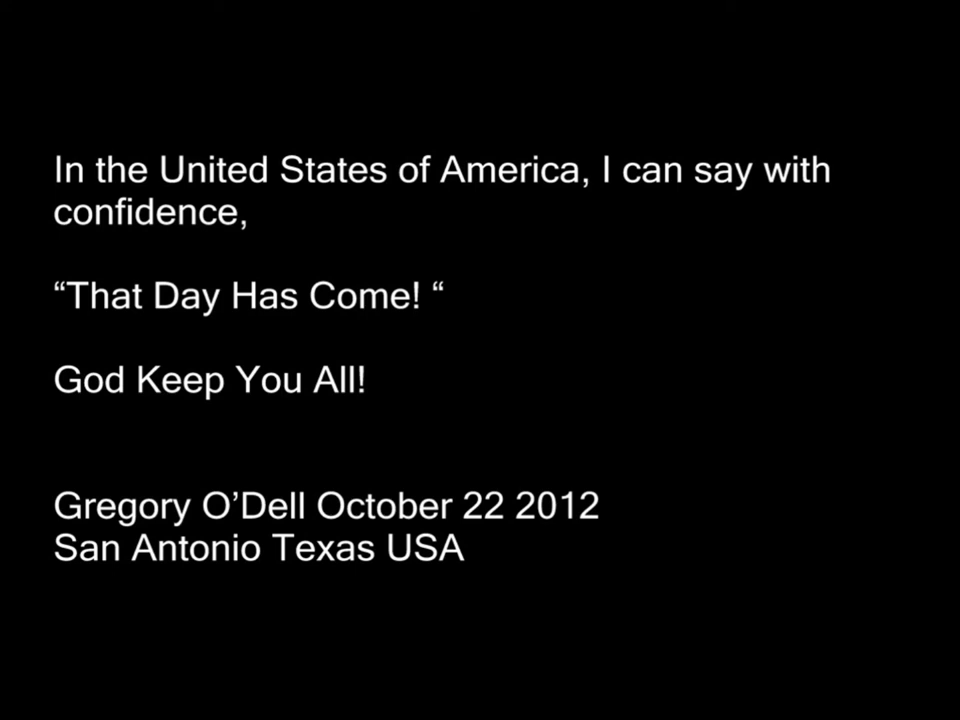 In the United States of America, I can say with
confidence,
“That Day Has Come! “
God Keep You All!
Gregory O’Dell October 22 2012
San Antonio Texas USA